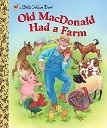 A Little Golden Book
Old MacDonald
Had a Farm